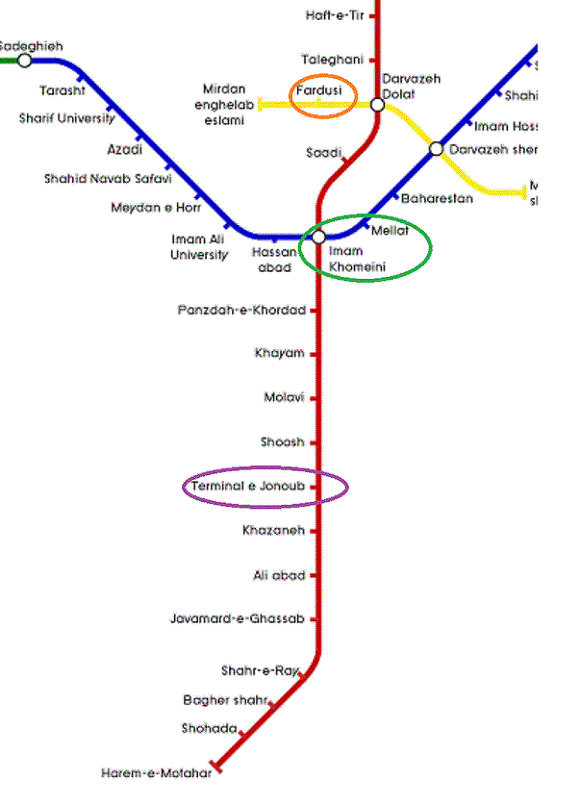 Haft-e-Tir
Sadeghieh
Taleghani
Tarasht
Mirdan
enghelab
eslami
Fardusi
Darvazeh
Dolat
Shahi
Sharif University
Imam Hoss
Azadi
Saadi
Darvazeh sher
Shahid Navab Safavi
M
sl
Meydan e Horr
Baharestan
Imam Ali
University
Hassan
abad
Mellat
Imam
Khomeini
Panzdah-e-Khordad
Khayam
Molavi
Shoosh
Terminal e Jonoub
Khazaneh
Ali abad
Javamard-e-Ghassab
Shahr-e-Ray
Bagher shahr
Shohada
Harem-e-Motahar